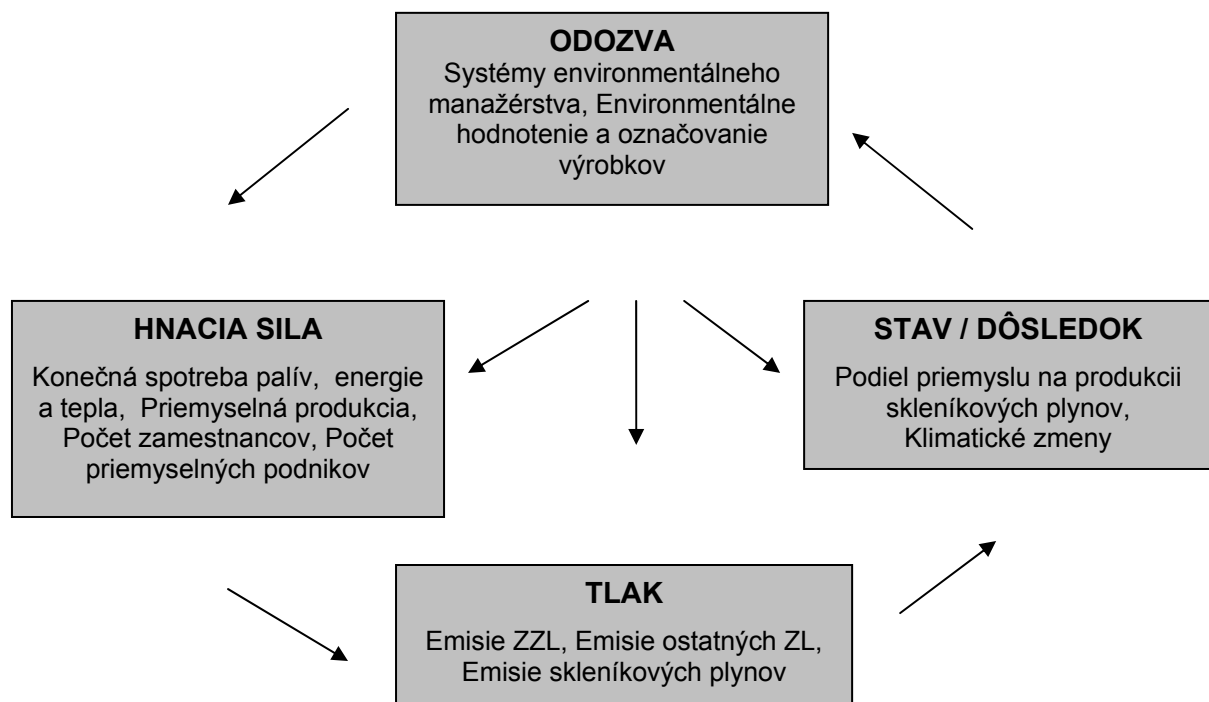 ODOZVA
Systémy environmentálneho
manažérstva, Environmentálne
hodnotenie a označovanie
výrobkov
HNACIA SILA
Konečná spotreba palív, energie
a tepla, Priemyselná produkcia,
Počet zamestnancov, Počet
priemyselných podnikov
STAV / DÔSLEDOK
Podiel priemyslu na produkcii
skleníkových plynov,
Klimatické zmeny
TLAK
Emisie ZZL, Emisie ostatných ZL,
Emisie skleníkových plynov